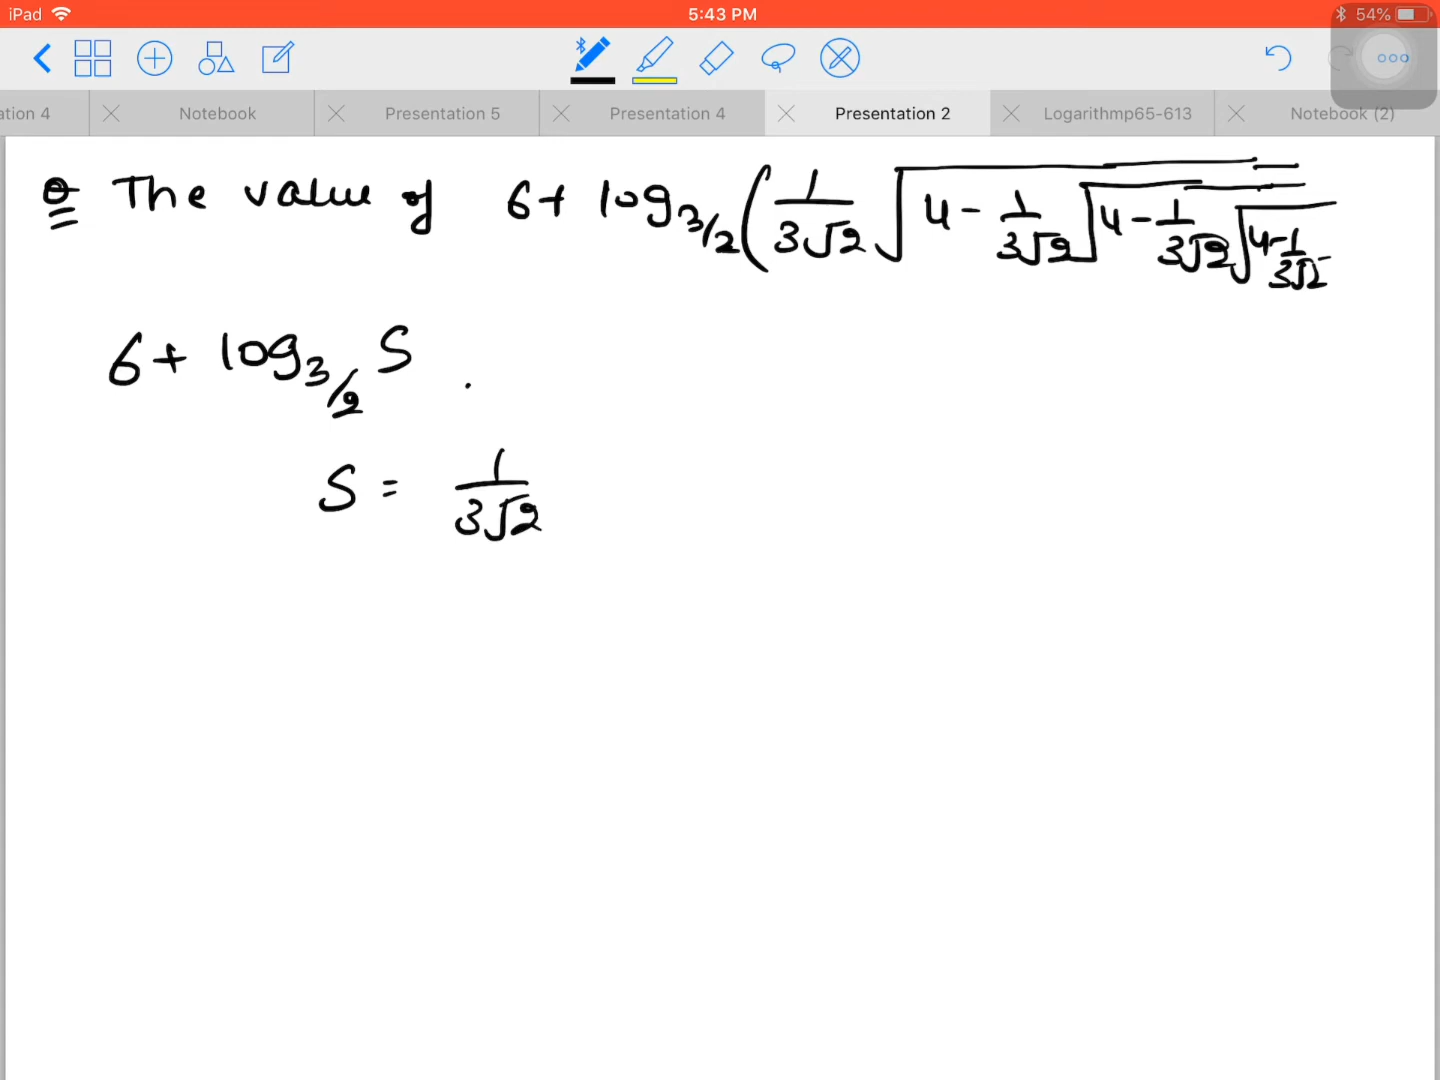 iPad 5:43 PM 54%
ation 4 Notebook Presentation 5 Presentation 4 Presentation 2 Logarithmp65-613 Notebook (2)
Q The value of 6+ log3/2(1/3√2 √4-1/3√2 √4-1/3√2 √4-1/3√2
6+ log3/2 S .
S = 1/3√2